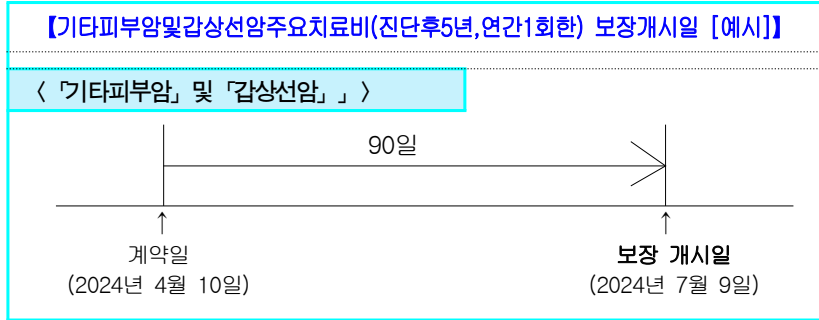 【기타피부암및갑상선암주요치료비(진단후5년,연간1회한) 보장개시일 [예시]】
〈「기타피부암」 및 「갑상선암」」〉
90일
계약일 보장 개시일
(2024년 4월 10일) (2024년 7월 9일)